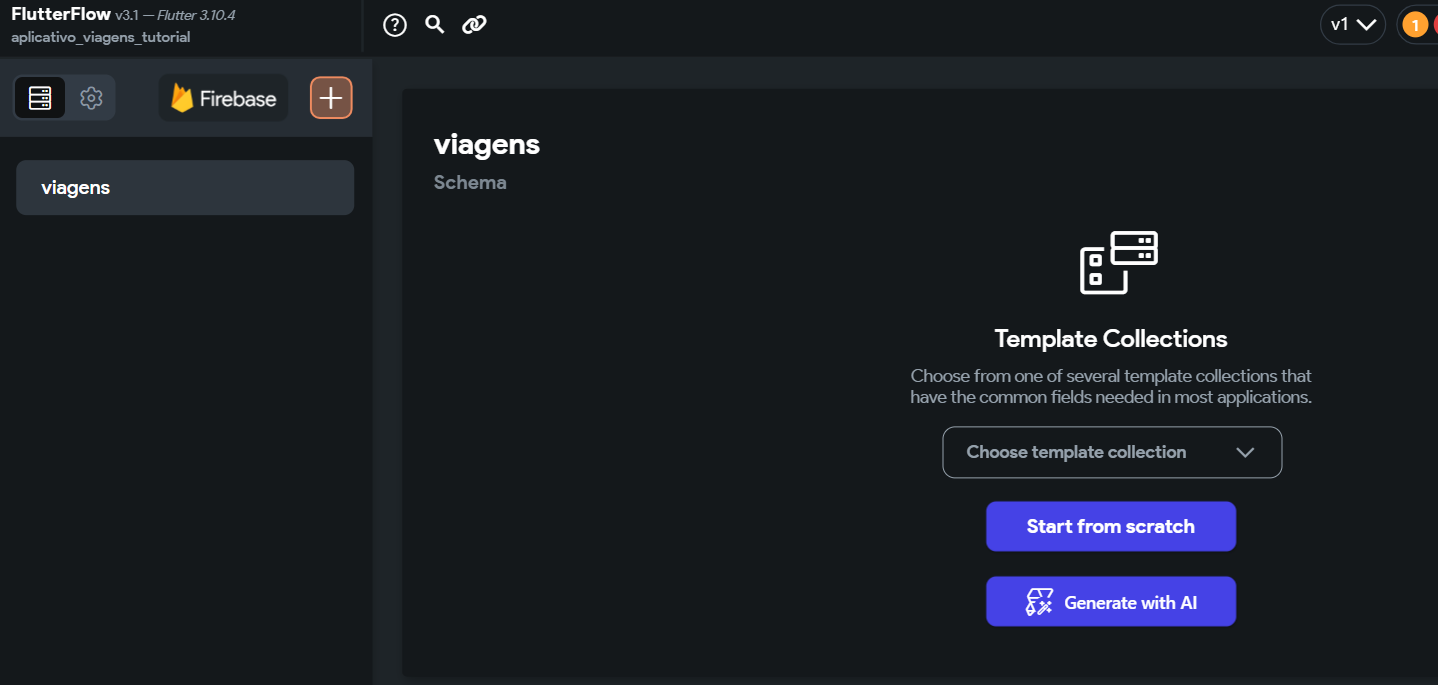 FlutterFlow v3.1 — Flutter 3.10.4
aplicativo_viagens_tutorial
v1
1
Firebase
viagens
viagens
Schema
Template Collections
Choose from one of several template collections that
have the common fields needed in most applications.
Choose template collection
Start from scratch
Generate with AI